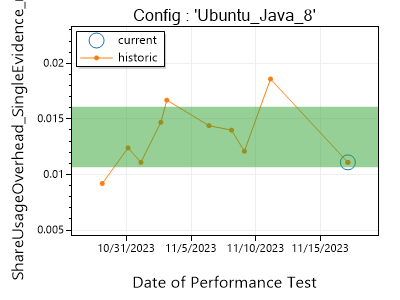 Config : 'Ubuntu_Java_8'
current
historic
ShareUsageOverhead_SingleEvidence_
0.02
0.015
0.01
0.005
10/31/2023
11/5/2023
11/10/2023
11/15/2023
Date of Performance Test